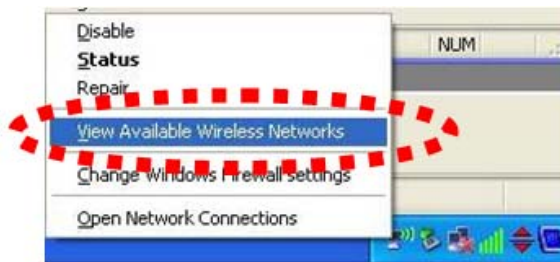 Disable
Status
Repair
NUM
View Available Wireless Networks
Change Windows Firewall settings
Open Network Connections